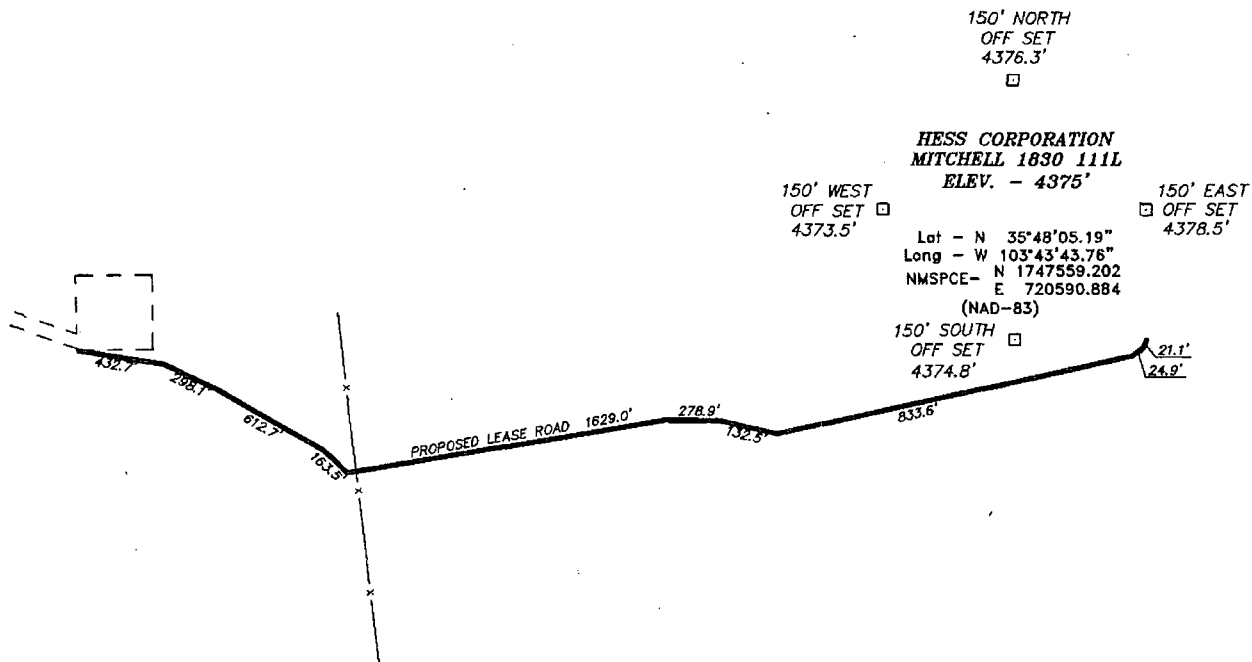 150' NORTH
OFF SET
4376.3'
HESS CORPORATION
MITCHELL 1830 111L
ELEV. - 4375'
150' WEST
OFF SET
4373.5'
150' EAST
OFF SET
4378.5'
Lat - N 35°48'05.19"
Long - W 103°43'43.76"
NMSPCE- N 1747559.202
E 720590.884
(NAD-83)
150' SOUTH
OFF SET
4374.8'
21.1'
24.9'
432.7'
298.1'
612.7'
163.5'
PROPOSED LEASE ROAD 1629.0'
278.9'
132.5'
833.6'